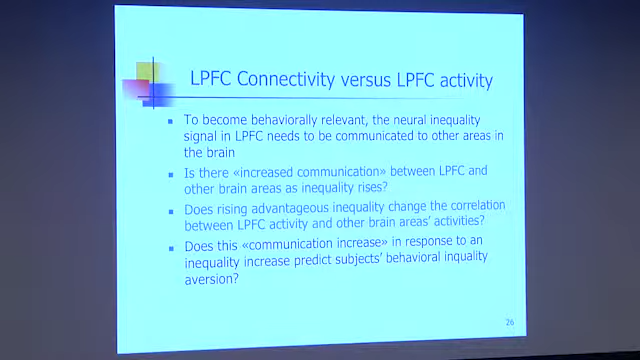 LPFC Connectivity versus LPFC activity
To become behaviorally relevant, the neural inequality
signal in LPFC needs to be communicated to other areas in
the brain
Is there «increased communication» between LPFC and
other brain areas as inequality rises?
Does rising advantageous inequality change the correlation
between LPFC activity and other brain areas' activities?
Does this «communication increase» in response to an
inequality increase predict subjects' behavioral inquality
aversion?
26